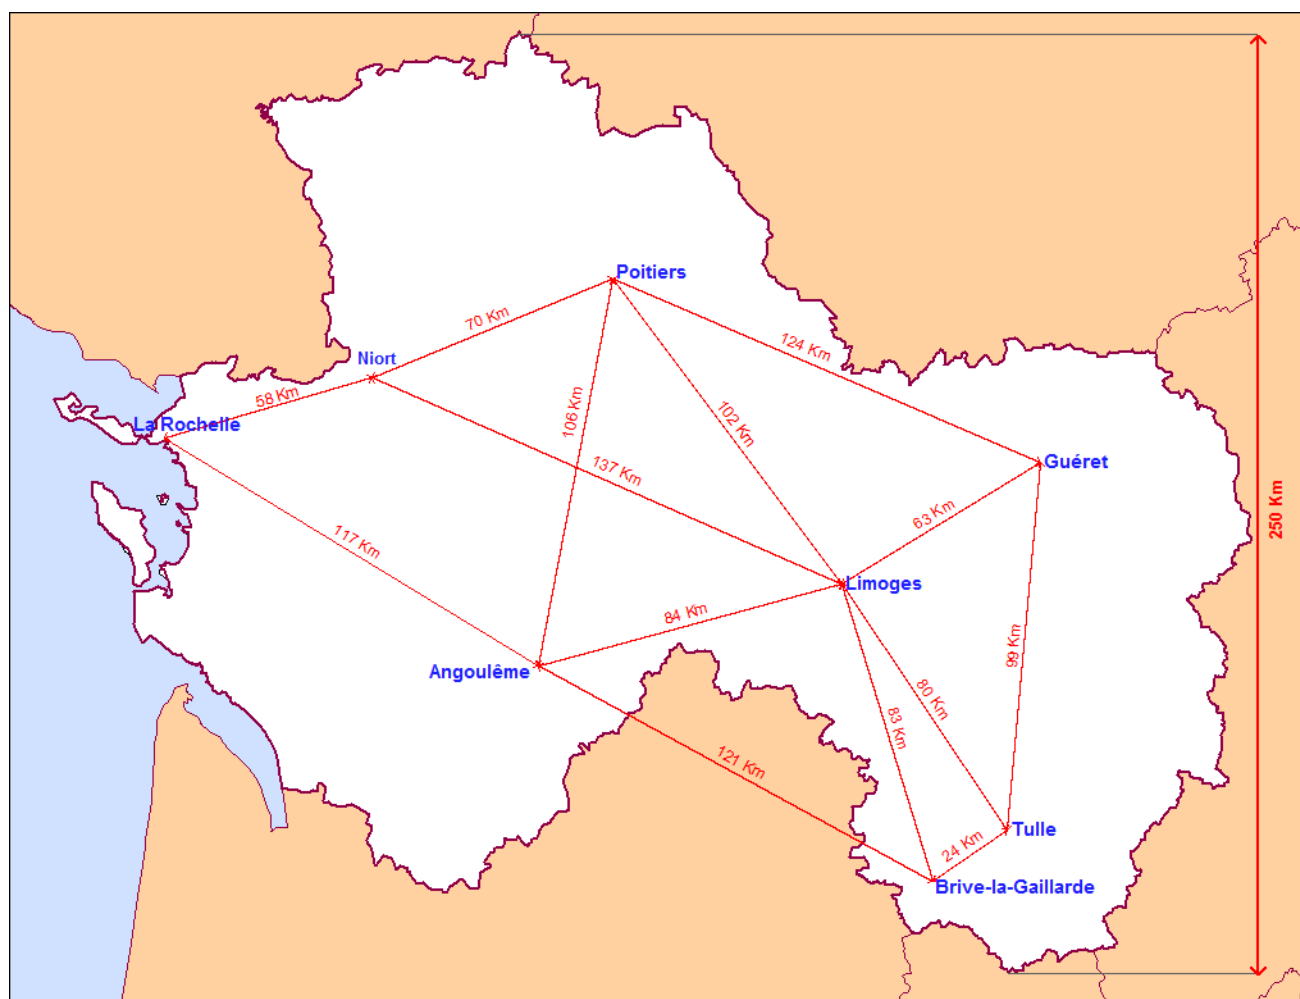 Poitiers
70 Km
124 Km
Niort
58 Km
La Rochelle
106 Km
102 Km
137 Km
Guéret
250 Km
63 Km
117 Km
Limoges
84 Km
99 Km
Angoulême
80 Km
83 Km
121 Km
Tulle
24 Km
Brive-la-Gaillarde